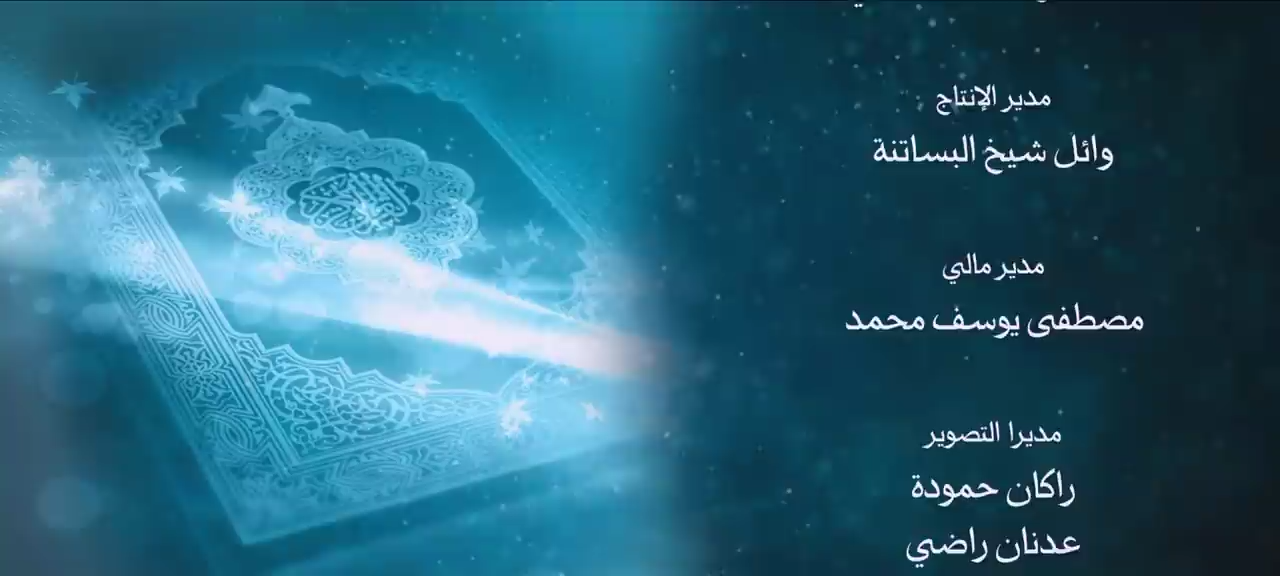 مدير الإنتاج
وائل شيخ البساتنة
مدير مالي
مصطفى يوسف محمد
مديرا التصوير
راكان حمودة
عدنان راضي